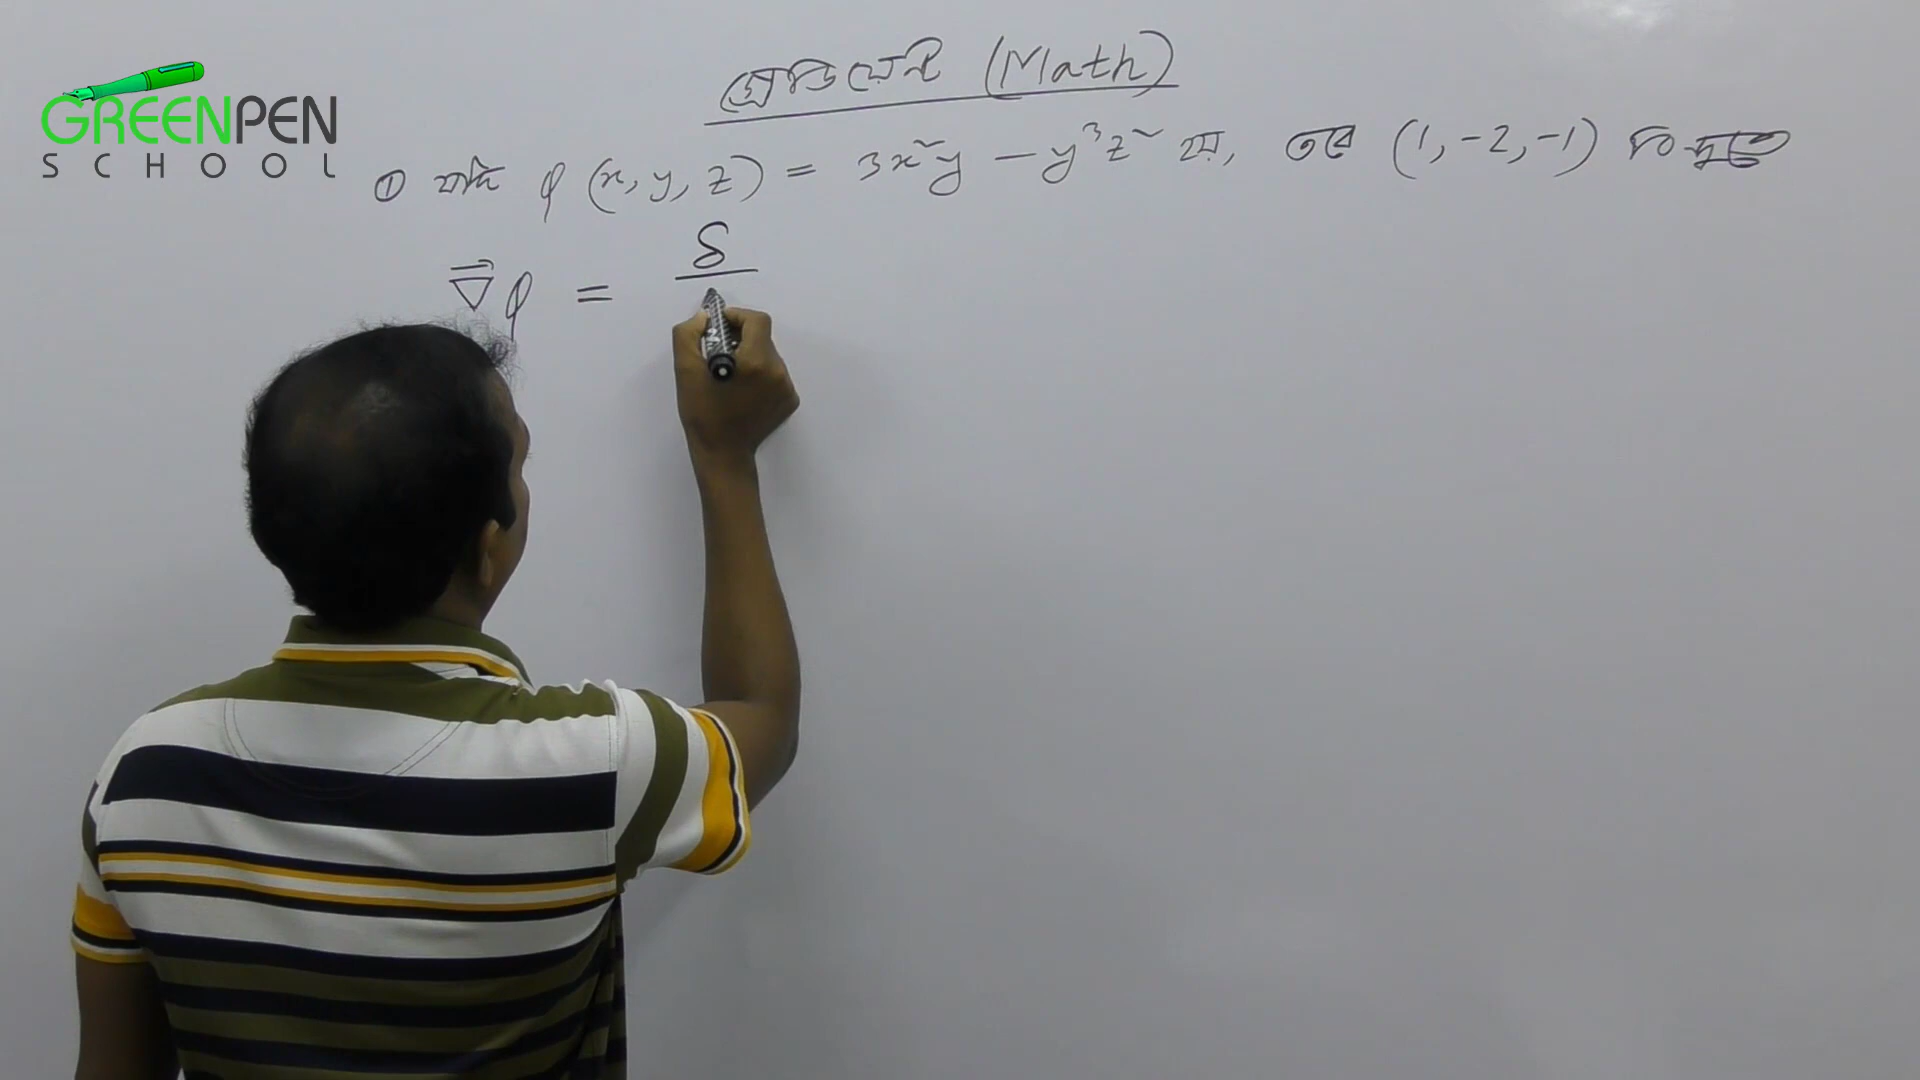 GREENPEN
SCHOOL
গ্রেডিয়েন্ট (Math)
① যদি φ (x, y, z) = 3x²y - y³z² হয়, তবে (1, -2, -1) বিন্দুতে
∇⃗φ = δ